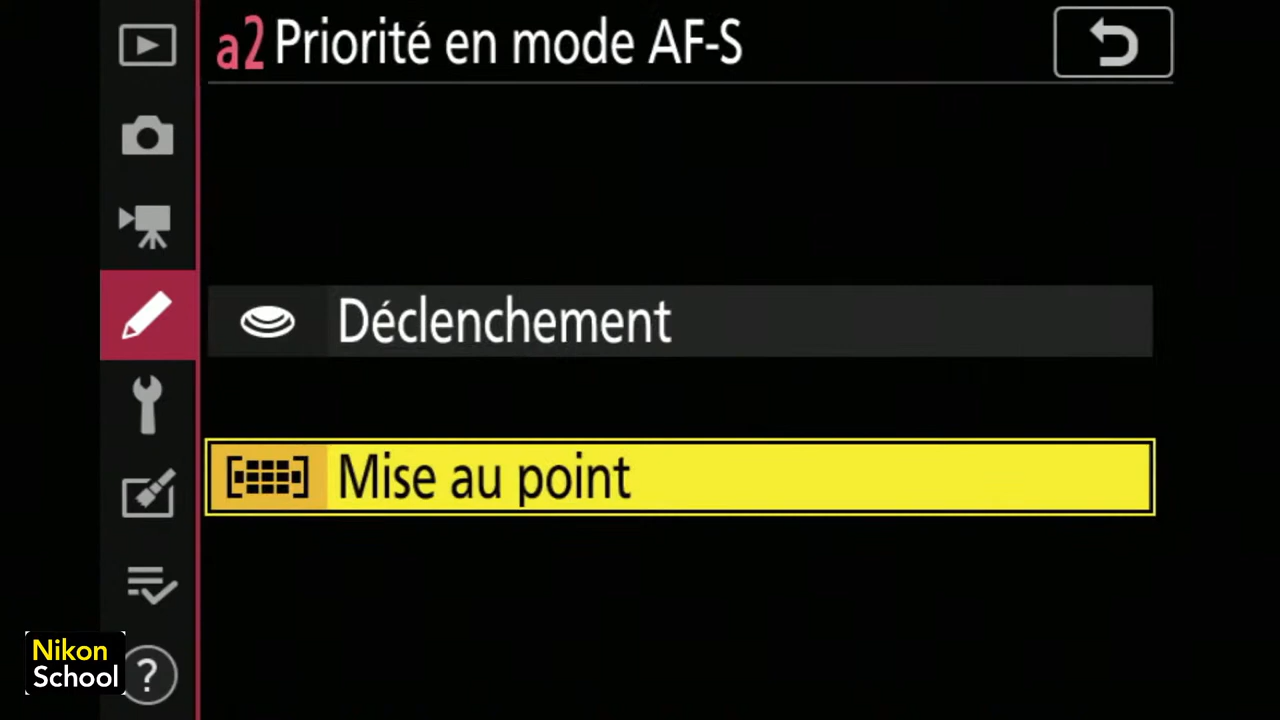 a2 Priorité en mode AF-S
Déclenchement
Mise au point
Nikon
School
?